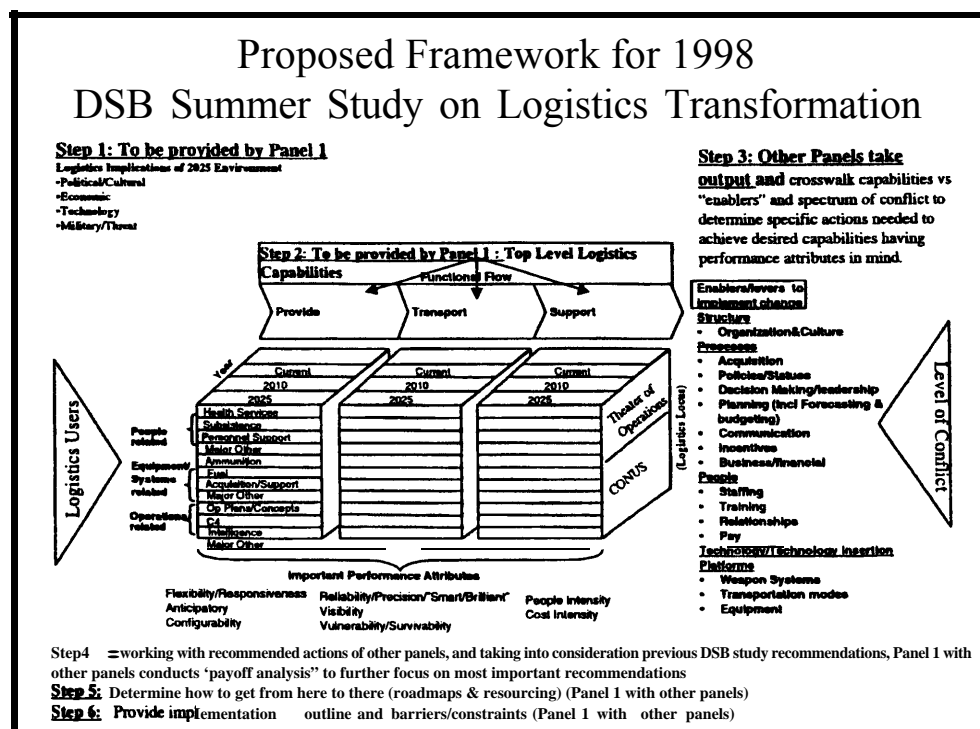 Proposed Framework for 1998
DSB Summer Study on Logistics Transformation
Step 1: To be provided by Panel 1
Logistics Implications of 2025 Environment
•Political/Cultural
•Economic
•Technology
•Military/Threat
Step 2: To be provided by Panel 1 : Top Level Logistics
Capabilities
Functional Flow
Provide
Transport
Support
Year
Current
Current
Current
2010
2010
2010
2025
2025
2025
Health Services
Subsistence
Personnel Support
Major Other
Ammunition
Fuel
Acquisition/Support
Major Other
Op Plans/Concepts
C4
Intelligence
Major Other
People
related
Equipment/
Systems
related
Operations/
related
Logistics Users
Theater of
Operations
CONUS
(Logistics Locus)
Important Performance Attributes
Flexibility/Responsiveness
Anticipatory
Configurability
Reliability/Precision/"Smart/Brilliant"
Visibility
Vulnerability/Survivability
People Intensity
Cost Intensity
Step 3: Other Panels take
output and crosswalk capabilities vs
"enablers" and spectrum of conflict to
determine specific actions needed to
achieve desired capabilities having
performance attributes in mind.
Enablers/levers to
implement change
Structure
• Organization&Culture
Processes
• Acquisition
• Policies/Statues
• Decision Making/leadership
• Planning (Incl Forecasting &
budgeting)
• Communication
• Incentives
• Business/financial
People
• Staffing
• Training
• Relationships
• Pay
Technology/Technology Insertion
Platforms
• Weapon Systems
• Transportation modes
• Equipment
Level of Conflict
Step4 =working with recommended actions of other panels, and taking into consideration previous DSB study recommendations, Panel 1 with
other panels conducts ‘payoff analysis” to further focus on most important recommendations
Step 5: Determine how to get from here to there (roadmaps & resourcing) (Panel 1 with other panels)
Step 6: Provide implementation outline and barriers/constraints (Panel 1 with other panels)